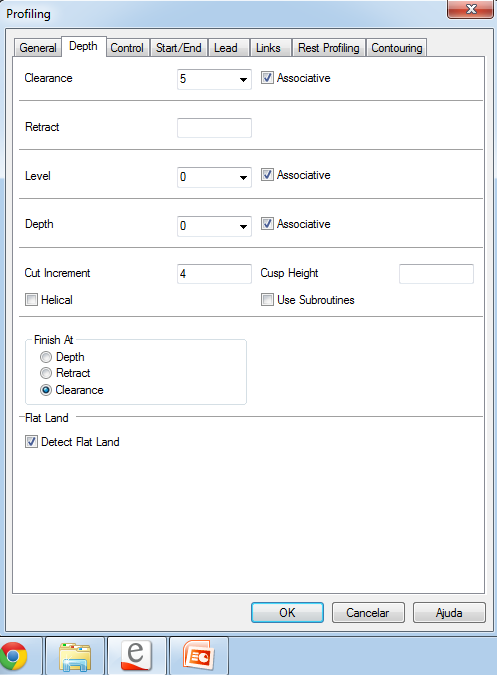 Profiling
General Depth Control Start/End Lead Links Rest Profiling Contouring
Clearance 5 Associative
Retract
Level 0 Associative
Depth 0 Associative
Cut Increment 4 Cusp Height
Helical Use Subroutines
Finish At
Depth
Retract
Clearance
Flat Land
Detect Flat Land
OK Cancelar Ajuda